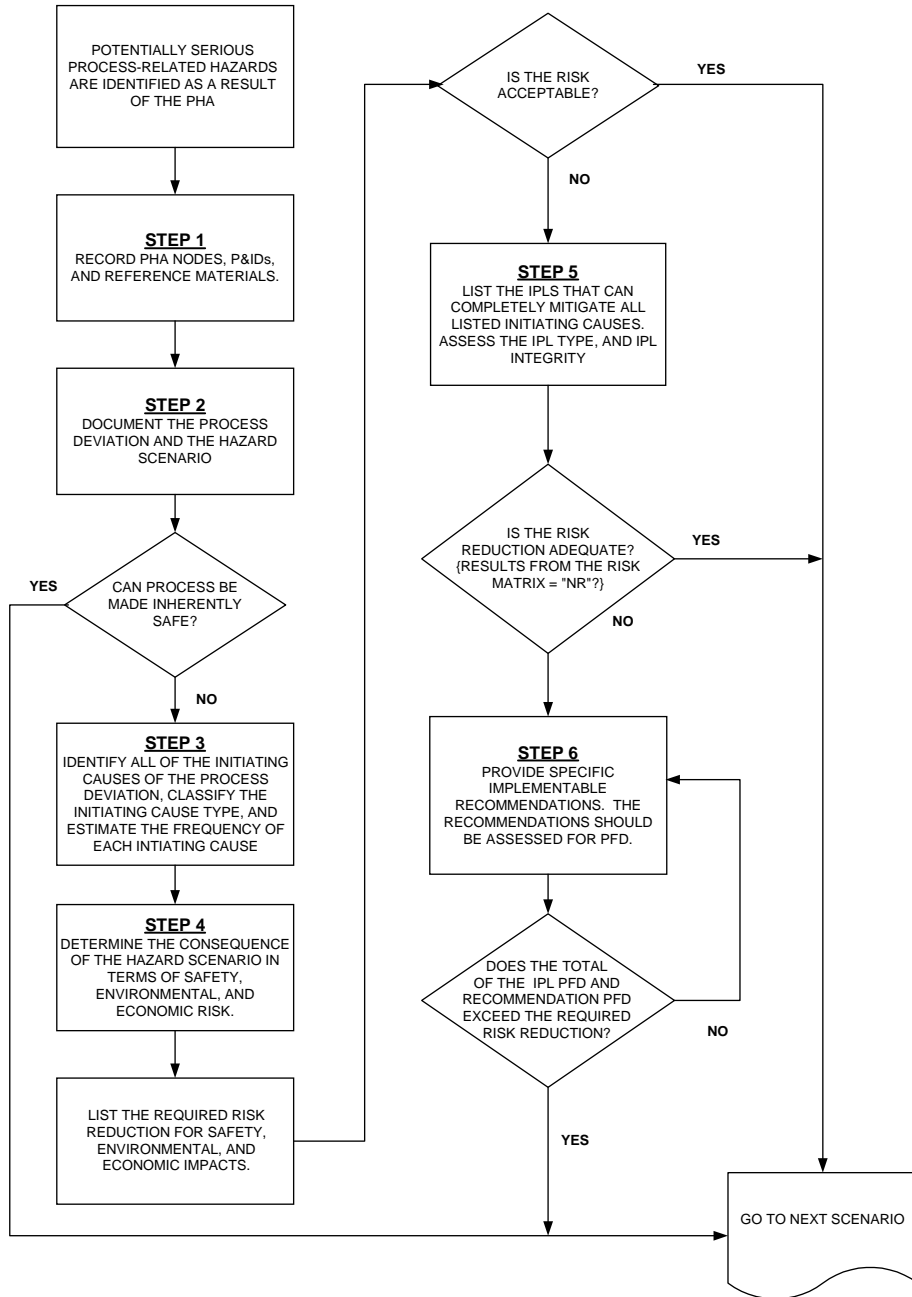 POTENTIALLY SERIOUS
PROCESS-RELATED HAZARDS
ARE IDENTIFIED AS A RESULT
OF THE PHA
STEP 1
RECORD PHA NODES, P&IDs,
AND REFERENCE MATERIALS.
STEP 2
DOCUMENT THE PROCESS
DEVIATION AND THE HAZARD
SCENARIO
YES
CAN PROCESS BE
MADE INHERENTLY
SAFE?
NO
STEP 3
IDENTIFY ALL OF THE INITIATING
CAUSES OF THE PROCESS
DEVIATION, CLASSIFY THE
INITIATING CAUSE TYPE, AND
ESTIMATE THE FREQUENCY OF
EACH INTIATING CAUSE
STEP 4
DETERMINE THE CONSEQUENCE
OF THE HAZARD SCENARIO IN
TERMS OF SAFETY,
ENVIRONMENTAL, AND
ECONOMIC RISK.
LIST THE REQUIRED RISK
REDUCTION FOR SAFETY,
ENVIRONMENTAL, AND
ECONOMIC IMPACTS.
IS THE RISK
ACCEPTABLE?
YES
NO
STEP 5
LIST THE IPLS THAT CAN
COMPLETELY MITIGATE ALL
LISTED INITIATING CAUSES.
ASSESS THE IPL TYPE, AND IPL
INTEGRITY
IS THE RISK
REDUCTION ADEQUATE?
{RESULTS FROM THE RISK
MATRIX = "NR"?}
YES
NO
STEP 6
PROVIDE SPECIFIC
IMPLEMENTABLE
RECOMMENDATIONS. THE
RECOMMENDATIONS SHOULD
BE ASSESSED FOR PFD.
DOES THE TOTAL
OF THE IPL PFD AND
RECOMMENDATION PFD
EXCEED THE REQUIRED
RISK REDUCTION?
NO
YES
GO TO NEXT SCENARIO